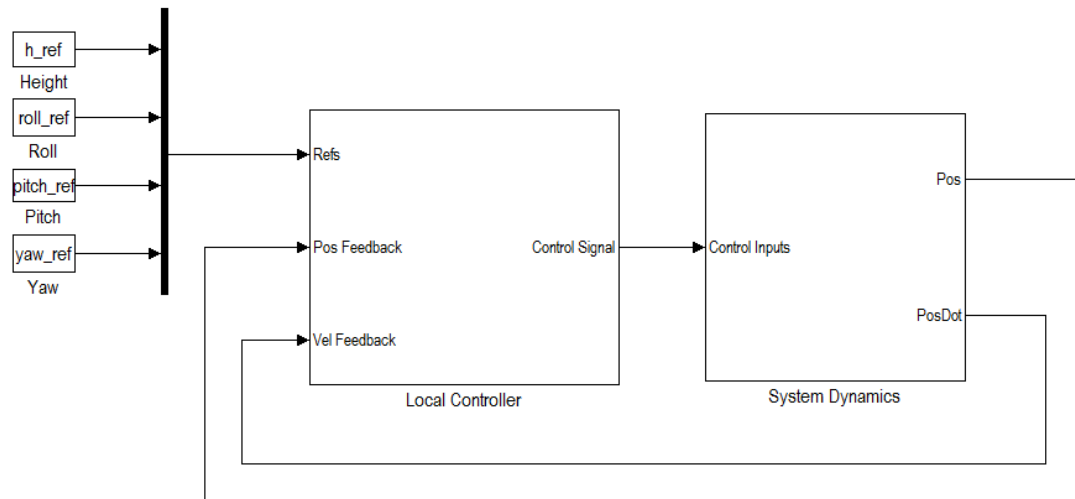 h_ref
Height
roll_ref
Roll
pitch_ref
Pitch
yaw_ref
Yaw
Refs
Pos Feedback
Vel Feedback
Control Signal
Local Controller
Control Inputs
Pos
PosDot
System Dynamics